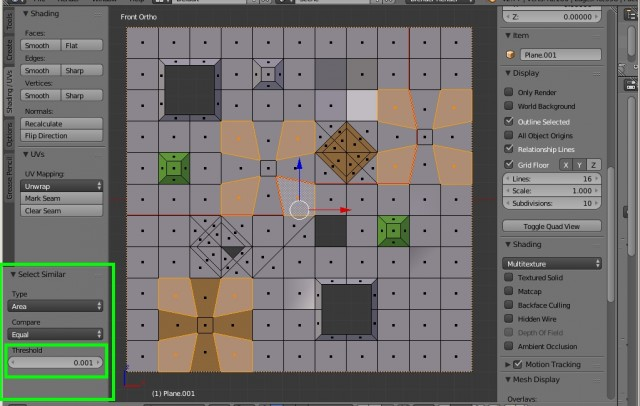 Front Ortho
Tools
Create
Shading / UVs
Options
Grease Pencil
▼ Shading
Faces:
Smooth Flat
Edges:
Smooth Sharp
Vertices:
Smooth Sharp
Normals:
Recalculate
Flip Direction
▼ UVs
UV Mapping:
Unwrap
Mark Seam
Clear Seam
▼ Select Similar
Type
Area
Compare
Equal
Threshold
0.001
(1) Plane.001
Z: 0.00000
▼ Item
Plane.001
▼ Display
Only Render
World Background
Outline Selected
All Object Origins
Relationship Lines
Grid Floor X Y Z
Lines: 16
Scale: 1.000
Subdivisions: 10
Toggle Quad View
▼ Shading
Multitexture
Textured Solid
Matcap
Backface Culling
Hidden Wire
Depth Of Field
Ambient Occlusion
Motion Tracking
▼ Mesh Display
Overlays: